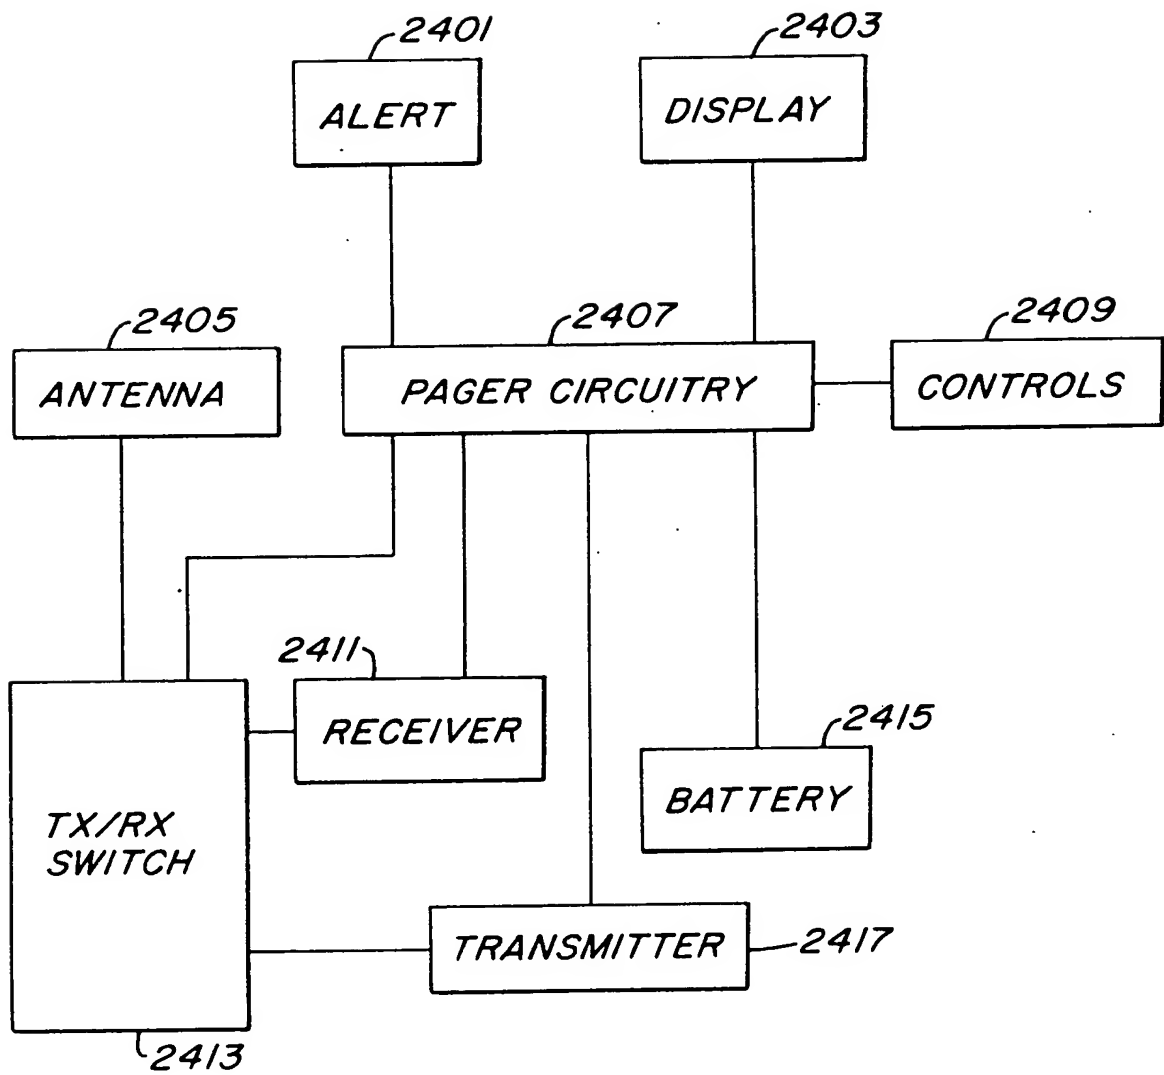 2401
ALERT
2403
DISPLAY
2405
ANTENNA
2407
PAGER CIRCUITRY
2409
CONTROLS
2411
RECEIVER
2415
BATTERY
TX/RX
SWITCH
2413
TRANSMITTER
2417